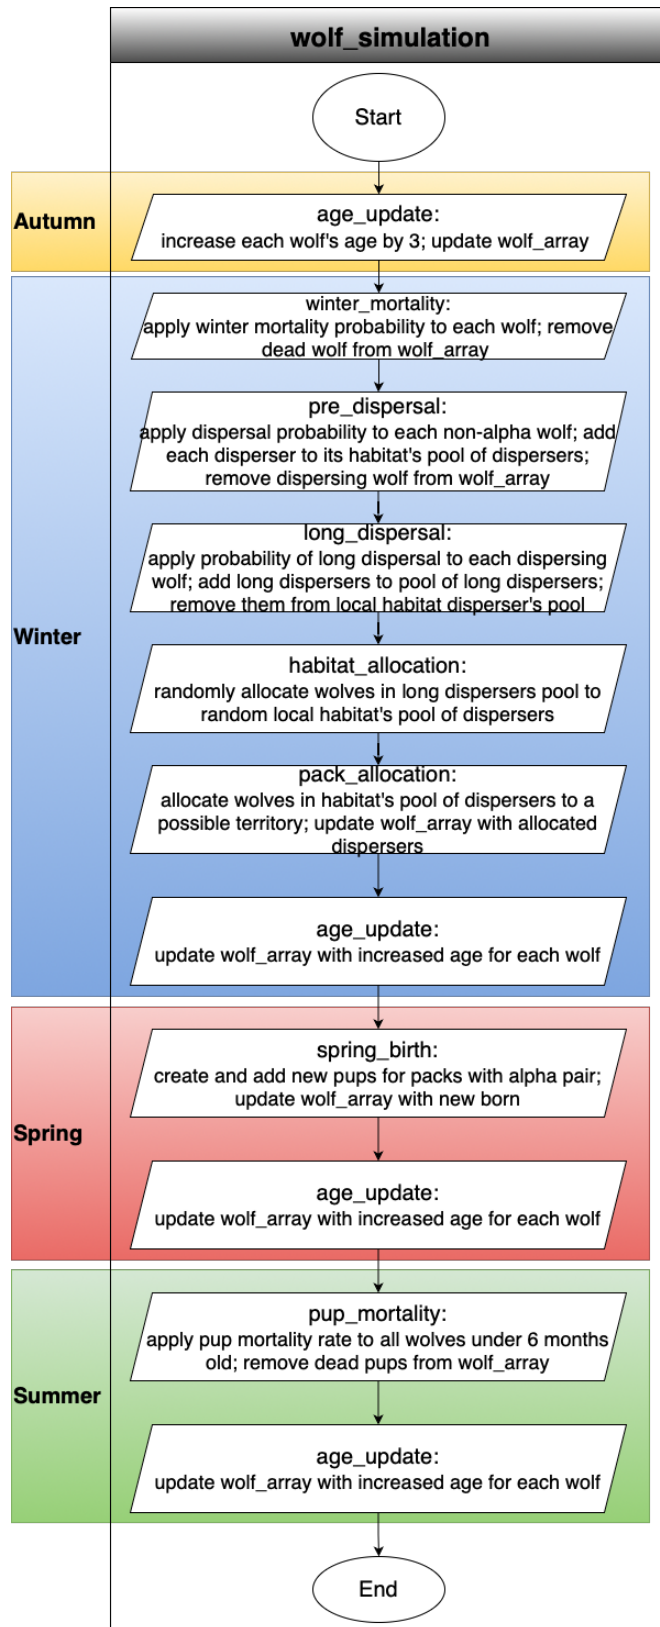 wolf_simulation
Start
Autumn
age_update:
increase each wolf's age by 3; update wolf_array
Winter
winter_mortality:
apply winter mortality probability to each wolf; remove
dead wolf from wolf_array
pre_dispersal:
apply dispersal probability to each non-alpha wolf; add
each disperser to its habitat's pool of dispersers;
remove dispersing wolf from wolf_array
long_dispersal:
apply probability of long dispersal to each dispersing
wolf; add long dispersers to pool of long dispersers;
remove them from local habitat disperser's pool
habitat_allocation:
randomly allocate wolves in long dispersers pool to
random local habitat's pool of dispersers
pack_allocation:
allocate wolves in habitat's pool of dispersers to a
possible territory; update wolf_array with allocated
dispersers
age_update:
update wolf_array with increased age for each wolf
Spring
spring_birth:
create and add new pups for packs with alpha pair;
update wolf_array with new born
age_update:
update wolf_array with increased age for each wolf
Summer
pup_mortality:
apply pup mortality rate to all wolves under 6 months
old; remove dead pups from wolf_array
age_update:
update wolf_array with increased age for each wolf
End